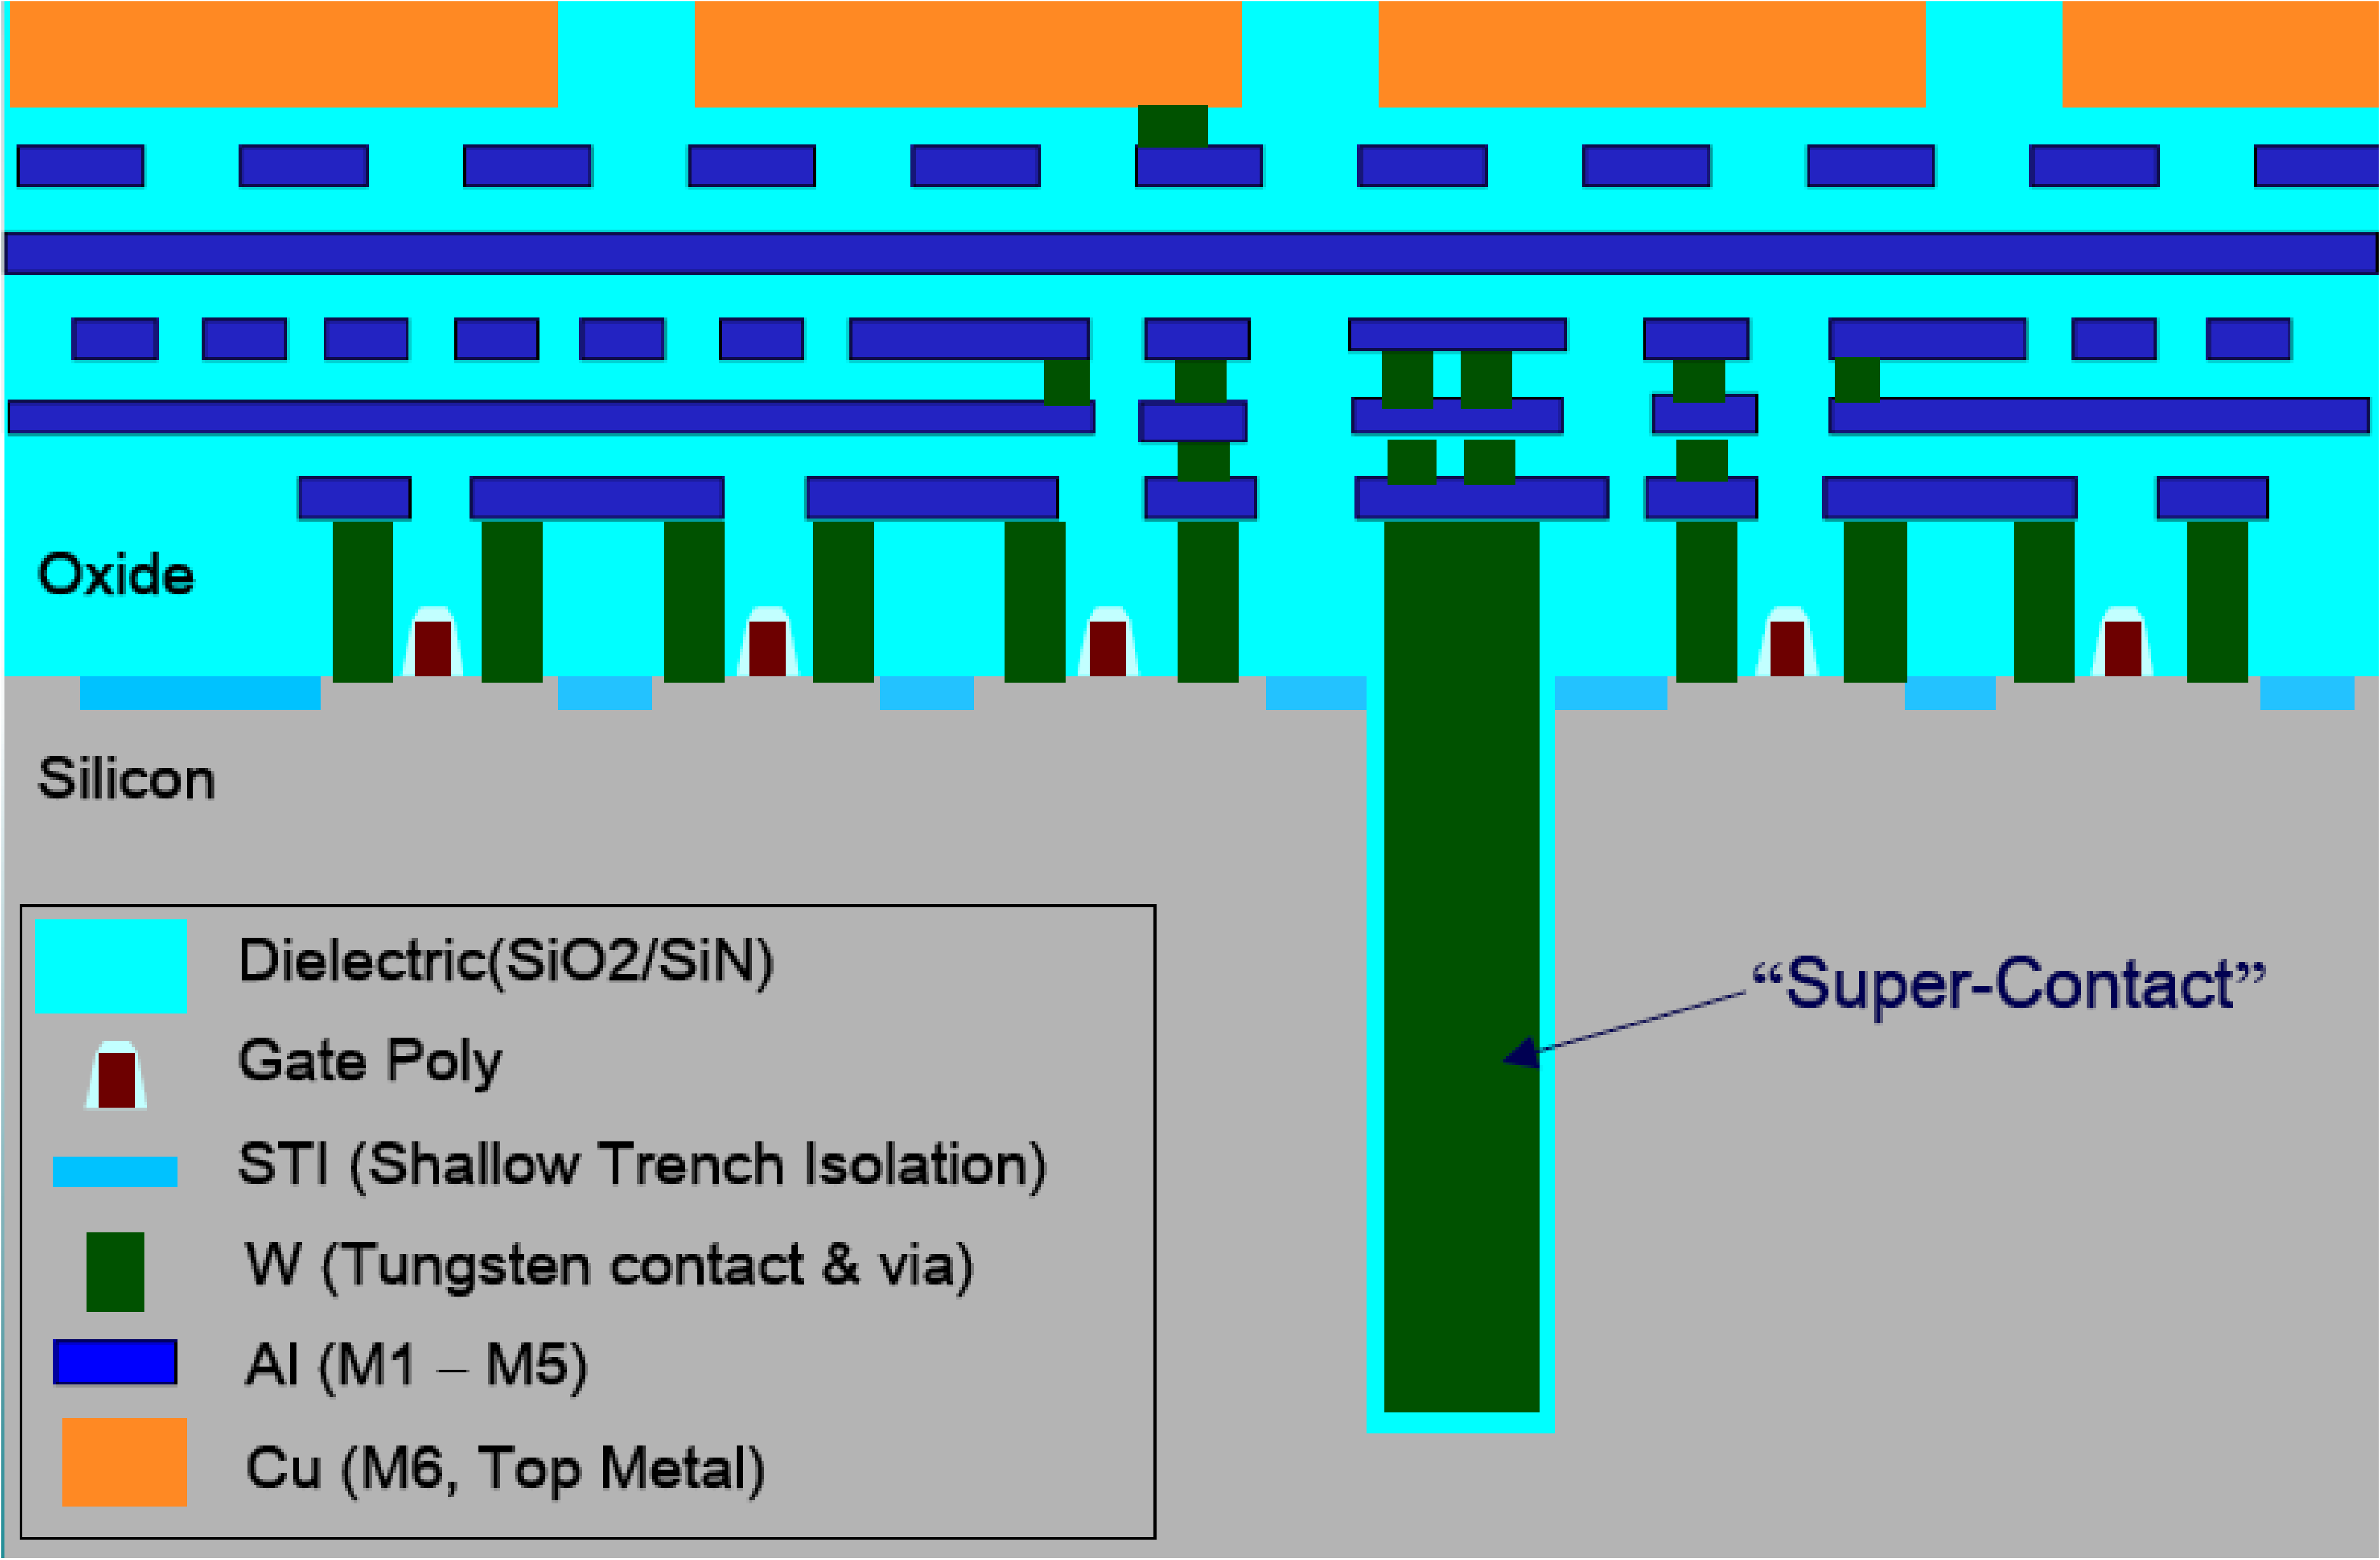 Oxide
Silicon
Dielectric(SiO2/SiN)
Gate Poly
STI (Shallow Trench Isolation)
W (Tungsten contact & via)
Al (M1 – M5)
Cu (M6, Top Metal)
“Super-Contact”